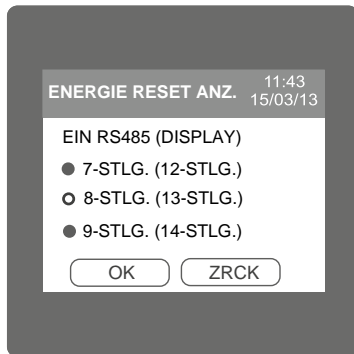 ENERGIE RESET ANZ.
11:43
15/03/13
EIN RS485 (DISPLAY)
7-STLG. (12-STLG.)
8-STLG. (13-STLG.)
9-STLG. (14-STLG.)
OK
ZRCK